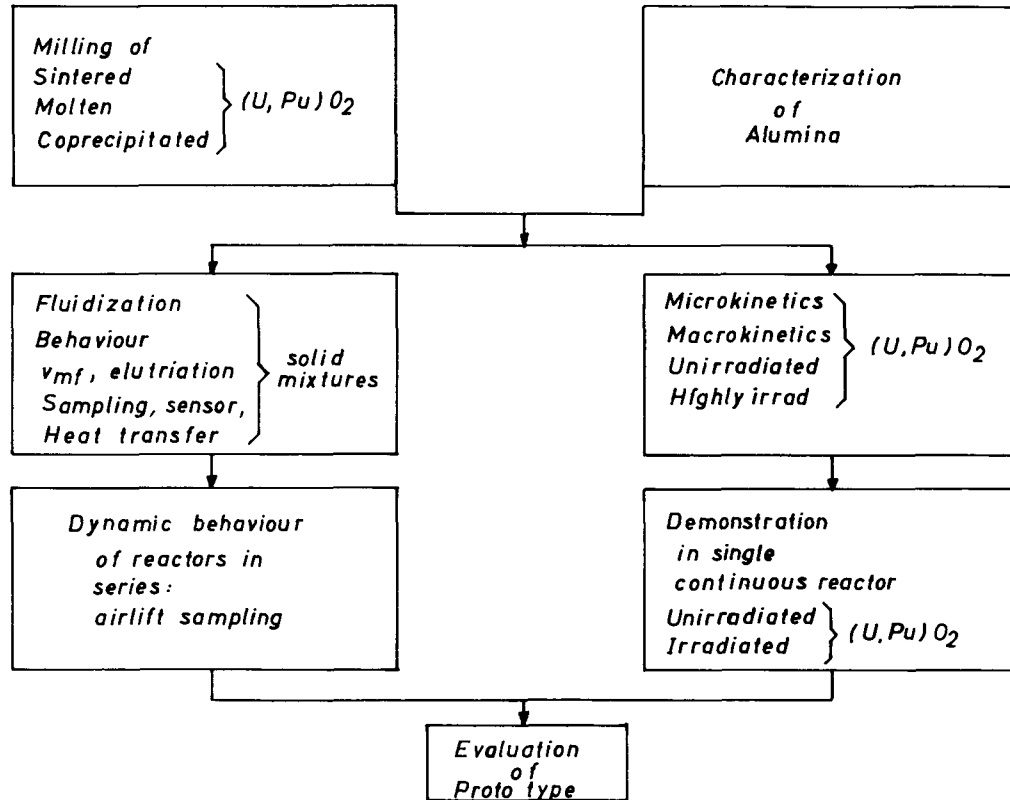 Milling of
Sintered
Molten
Coprecipitated
(U, Pu) O2
Characterization
of
Alumina
Fluidization
Behaviour
vmf, elutriation
Sampling, sensor,
Heat transfer
solid
mixtures
Microkinetics
Macrokinetics
Unirradiated
Highly irrad
(U, Pu) O2
Dynamic behaviour
of reactors in
series:
airlift sampling
Demonstration
in single
continuous reactor
Unirradiated
Irradiated
(U, Pu) O2
Evaluation
of
Proto type